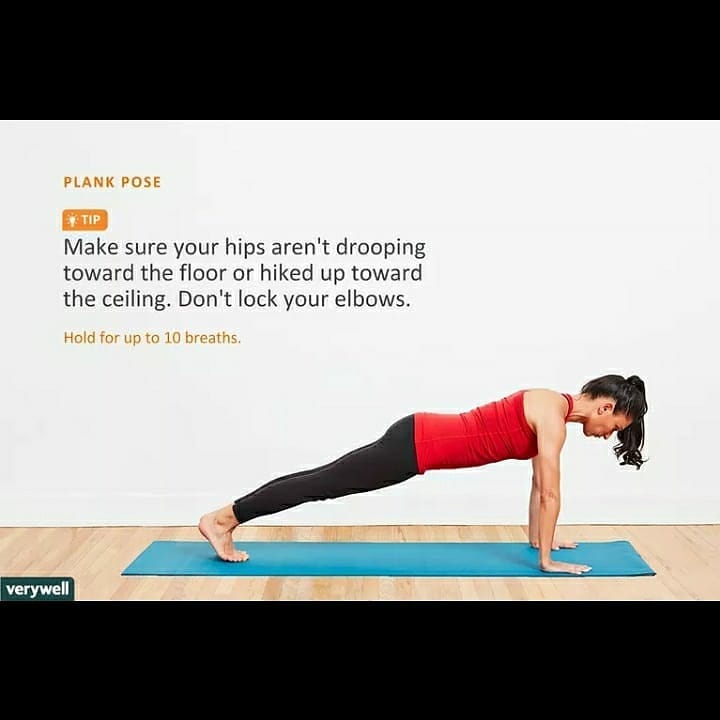 PLANK POSE
TIP
Make sure your hips aren't drooping
toward the floor or hiked up toward
the ceiling. Don't lock your elbows.
Hold for up to 10 breaths.
verywell